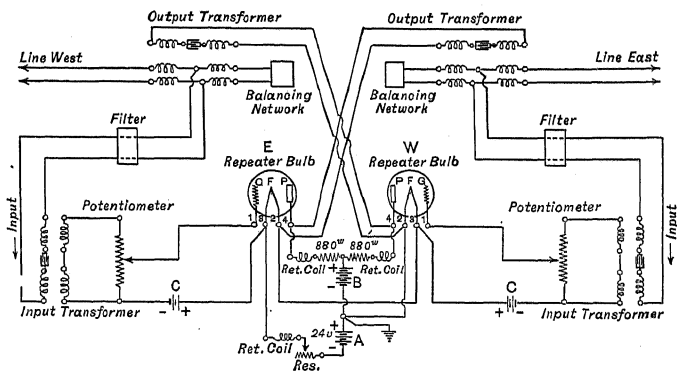 Output Transformer
Output Transformer
Line West
Line East
Balancing Network
Balancing Network
Filter
Filter
E
Repeater Bulb
W
Repeater Bulb
G F P
P F G
1 3 2 4
4 2 3 1
Input
Input
Potentiometer
Potentiometer
880ω 880ω
Ret. Coil
Ret. Coil
+
B
-
C
- +
C
+ -
Input Transformer
Input Transformer
+
24v
A
-
Ret. Coil
Res.